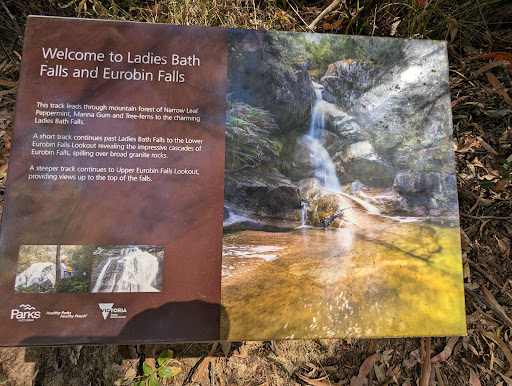 Welcome to Ladies Bath
Falls and Eurobin Falls
This track leads through mountain forest of Narrow Leaf
Peppermint, Manna Gum and Tree-ferns to the charming
Ladies Bath Falls.
A short track continues past Ladies Bath Falls to the Lower
Eurobin Falls Lookout revealing the impressive cascades of
Eurobin Falls, spilling over broad granite rocks.
A steeper track continues to Upper Eurobin Falls Lookout,
providing views up to the top of the falls.
Parks
Healthy Parks
Healthy People
VICTORIA